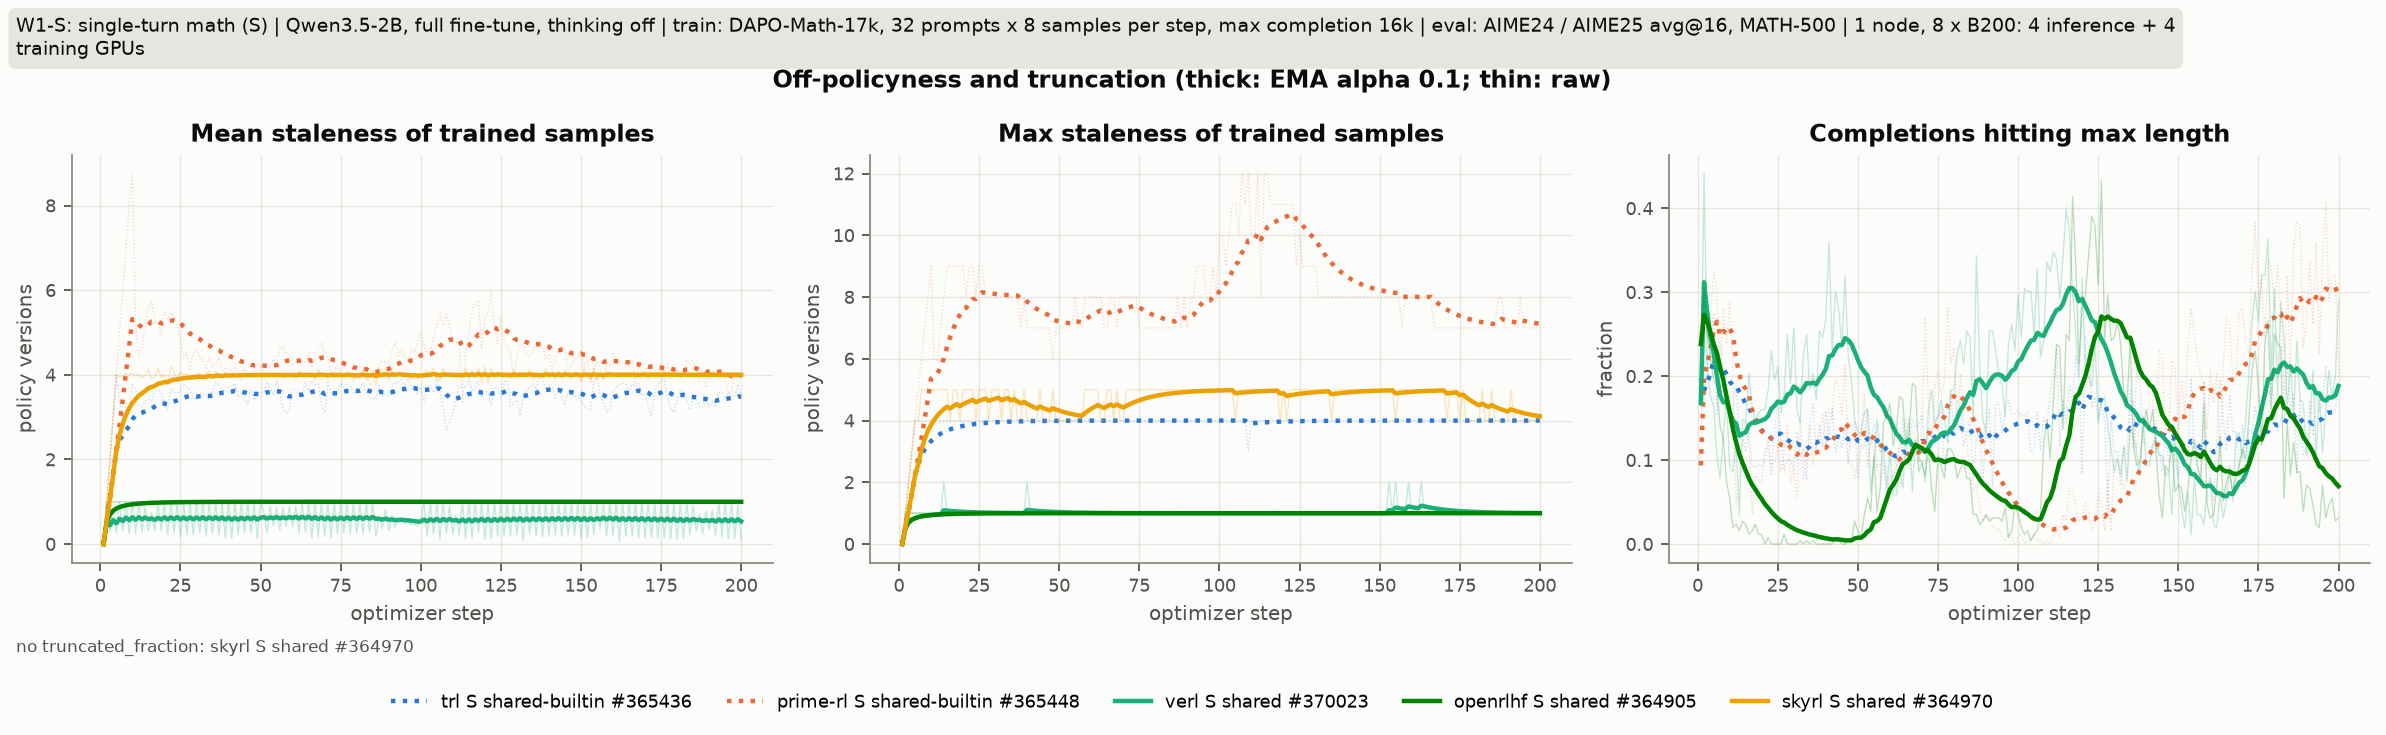 W1-S: single-turn math (S) | Qwen3.5-2B, full fine-tune, thinking off | train: DAPO-Math-17k, 32 prompts x 8 samples per step, max completion 16k | eval: AIME24 / AIME25 avg@16, MATH-500 | 1 node, 8 x B200: 4 inference + 4
training GPUs
Off-policyness and truncation (thick: EMA alpha 0.1; thin: raw)
Mean staleness of trained samples
policy versions
8
6
4
2
0
0 25 50 75 100 125 150 175 200
optimizer step
Max staleness of trained samples
policy versions
12
10
8
6
4
2
0
0 25 50 75 100 125 150 175 200
optimizer step
Completions hitting max length
fraction
0.4
0.3
0.2
0.1
0.0
0 25 50 75 100 125 150 175 200
optimizer step
no truncated_fraction: skyrl S shared #364970
trl S shared-builtin #365436
prime-rl S shared-builtin #365448
verl S shared #370023
openrlhf S shared #364905
skyrl S shared #364970